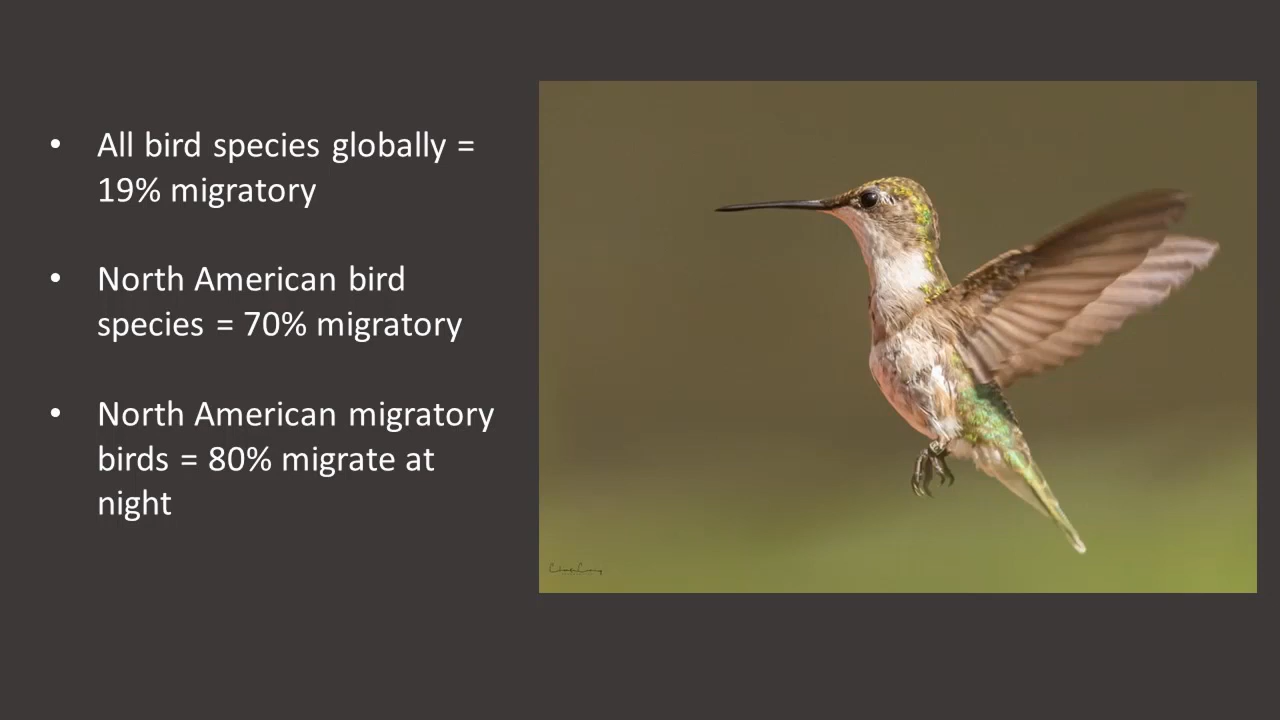 • All bird species globally =
19% migratory
• North American bird
species = 70% migratory
• North American migratory
birds = 80% migrate at
night